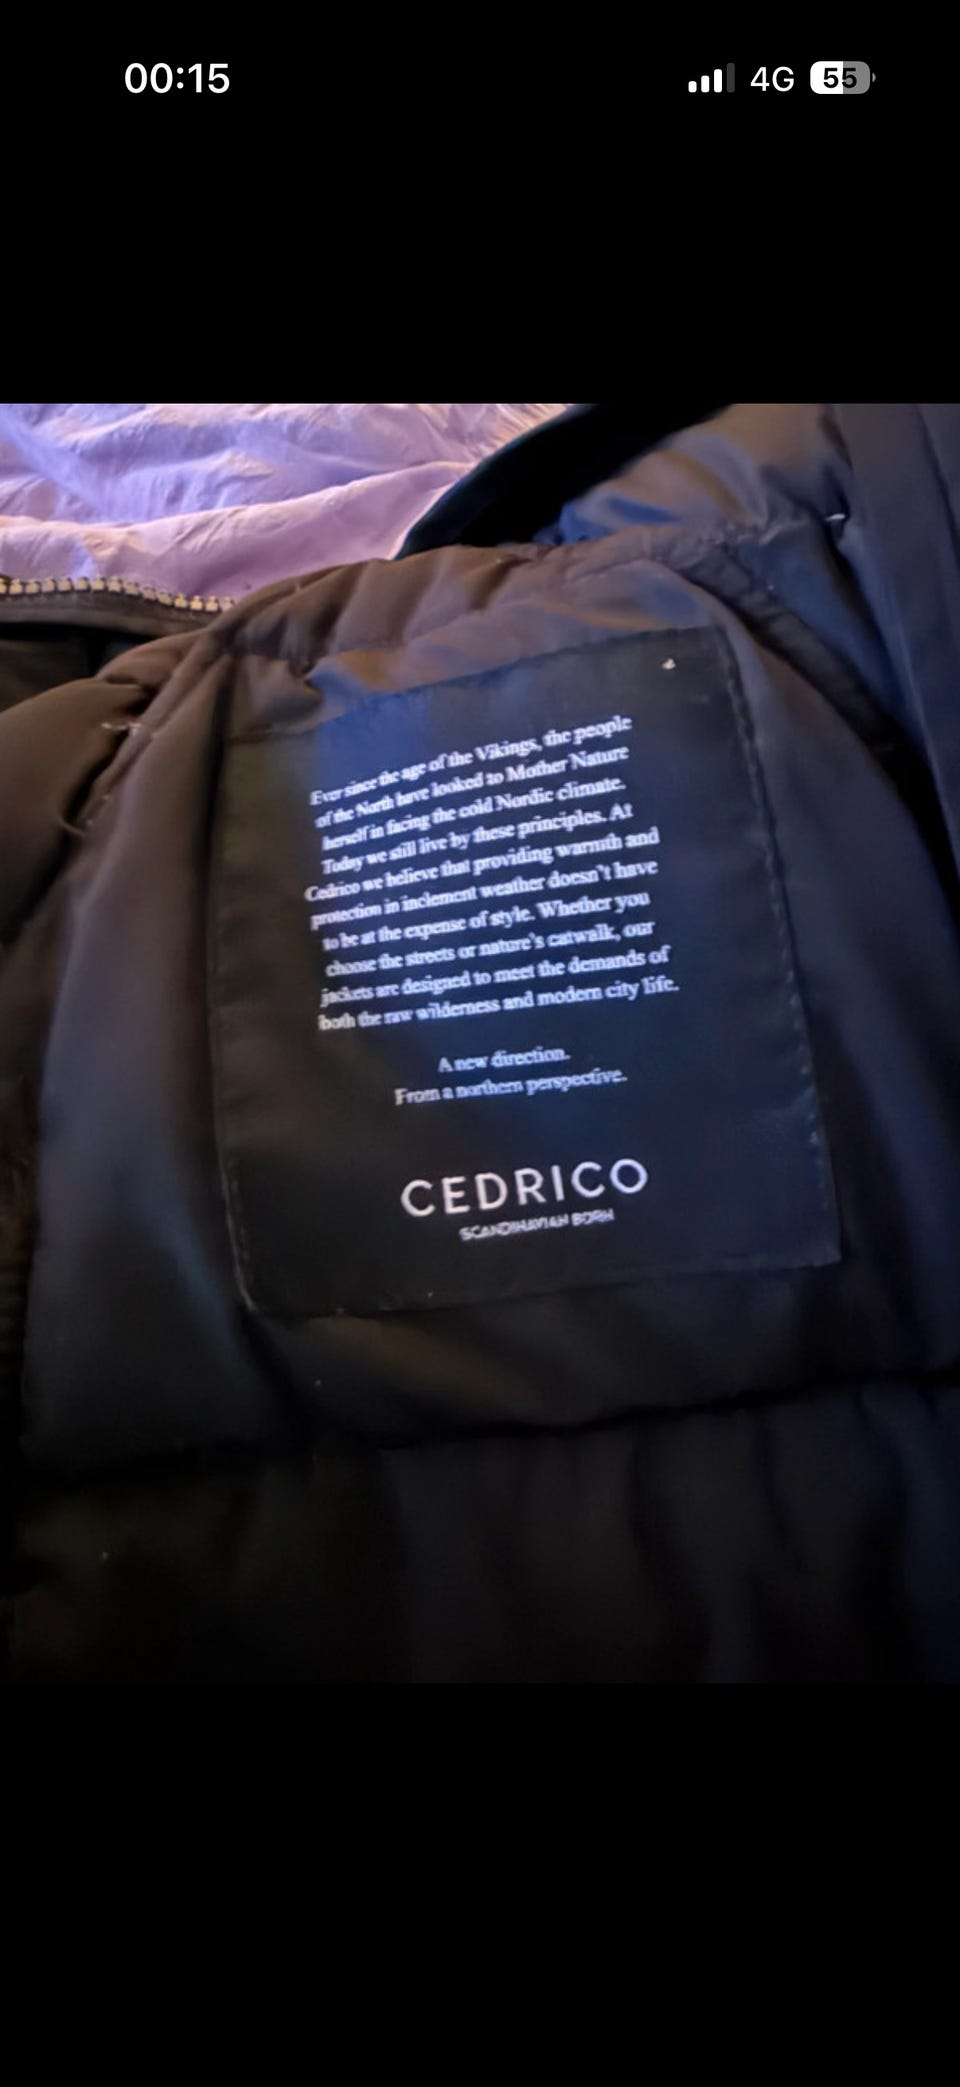 00:15
4G
55
Ever since the age of the Vikings, the people
of the North have looked to Mother Nature
herself in facing the cold Nordic climate.
Today we still live by these principles. At
Cedrico we believe that providing warmth and
protection in inclement weather doesn't have
to be at the expense of style. Whether you
choose the streets or nature's catwalk, our
jackets are designed to meet the demands of
both the raw wilderness and modern city life.
A new direction.
From a northern perspective.
CEDRICO
SCANDINAVIAN BORN